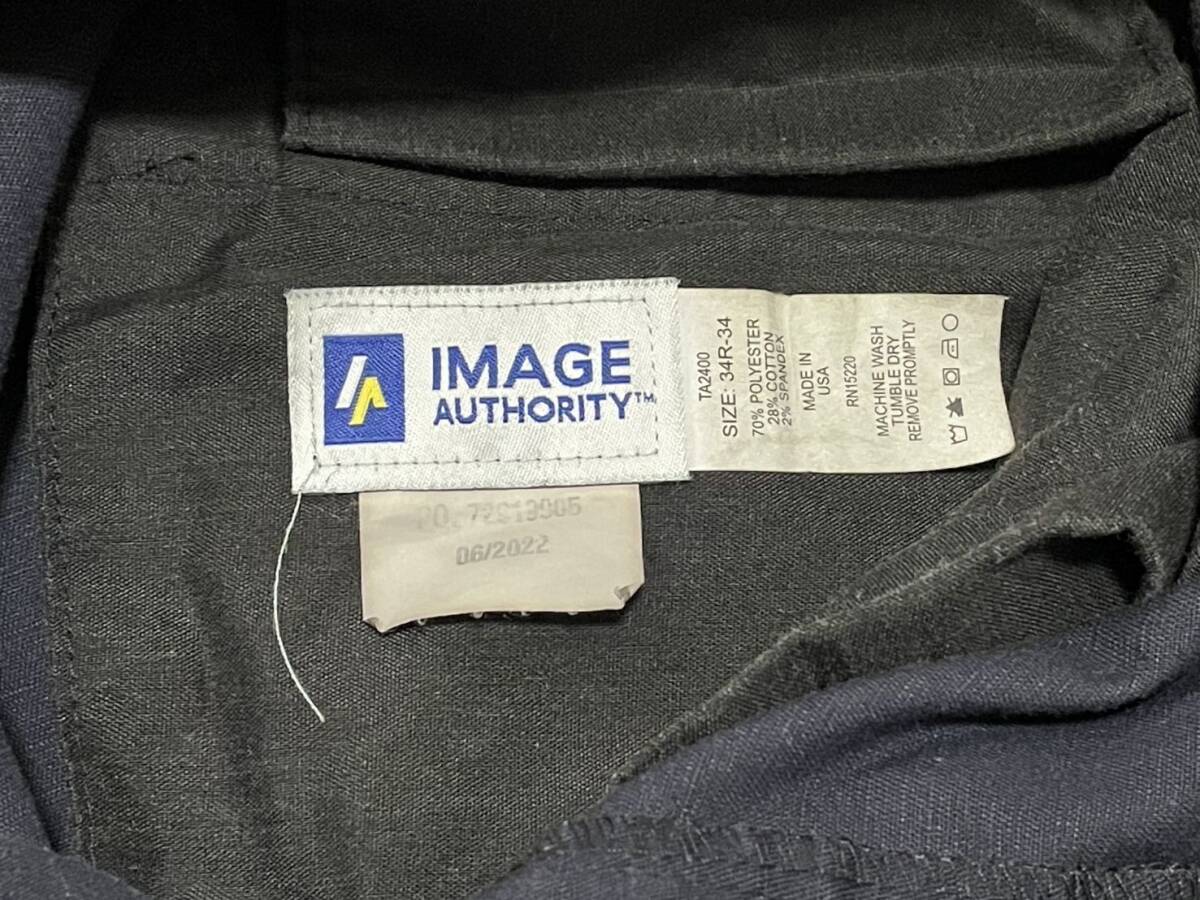 IMAGE
AUTHORITY™
TA2400
SIZE: 34R-34
70% POLYESTER
28% COTTON
2% SPANDEX
MADE IN
USA
RN15220
MACHINE WASH
TUMBLE DRY
REMOVE PROMPTLY
06/2022